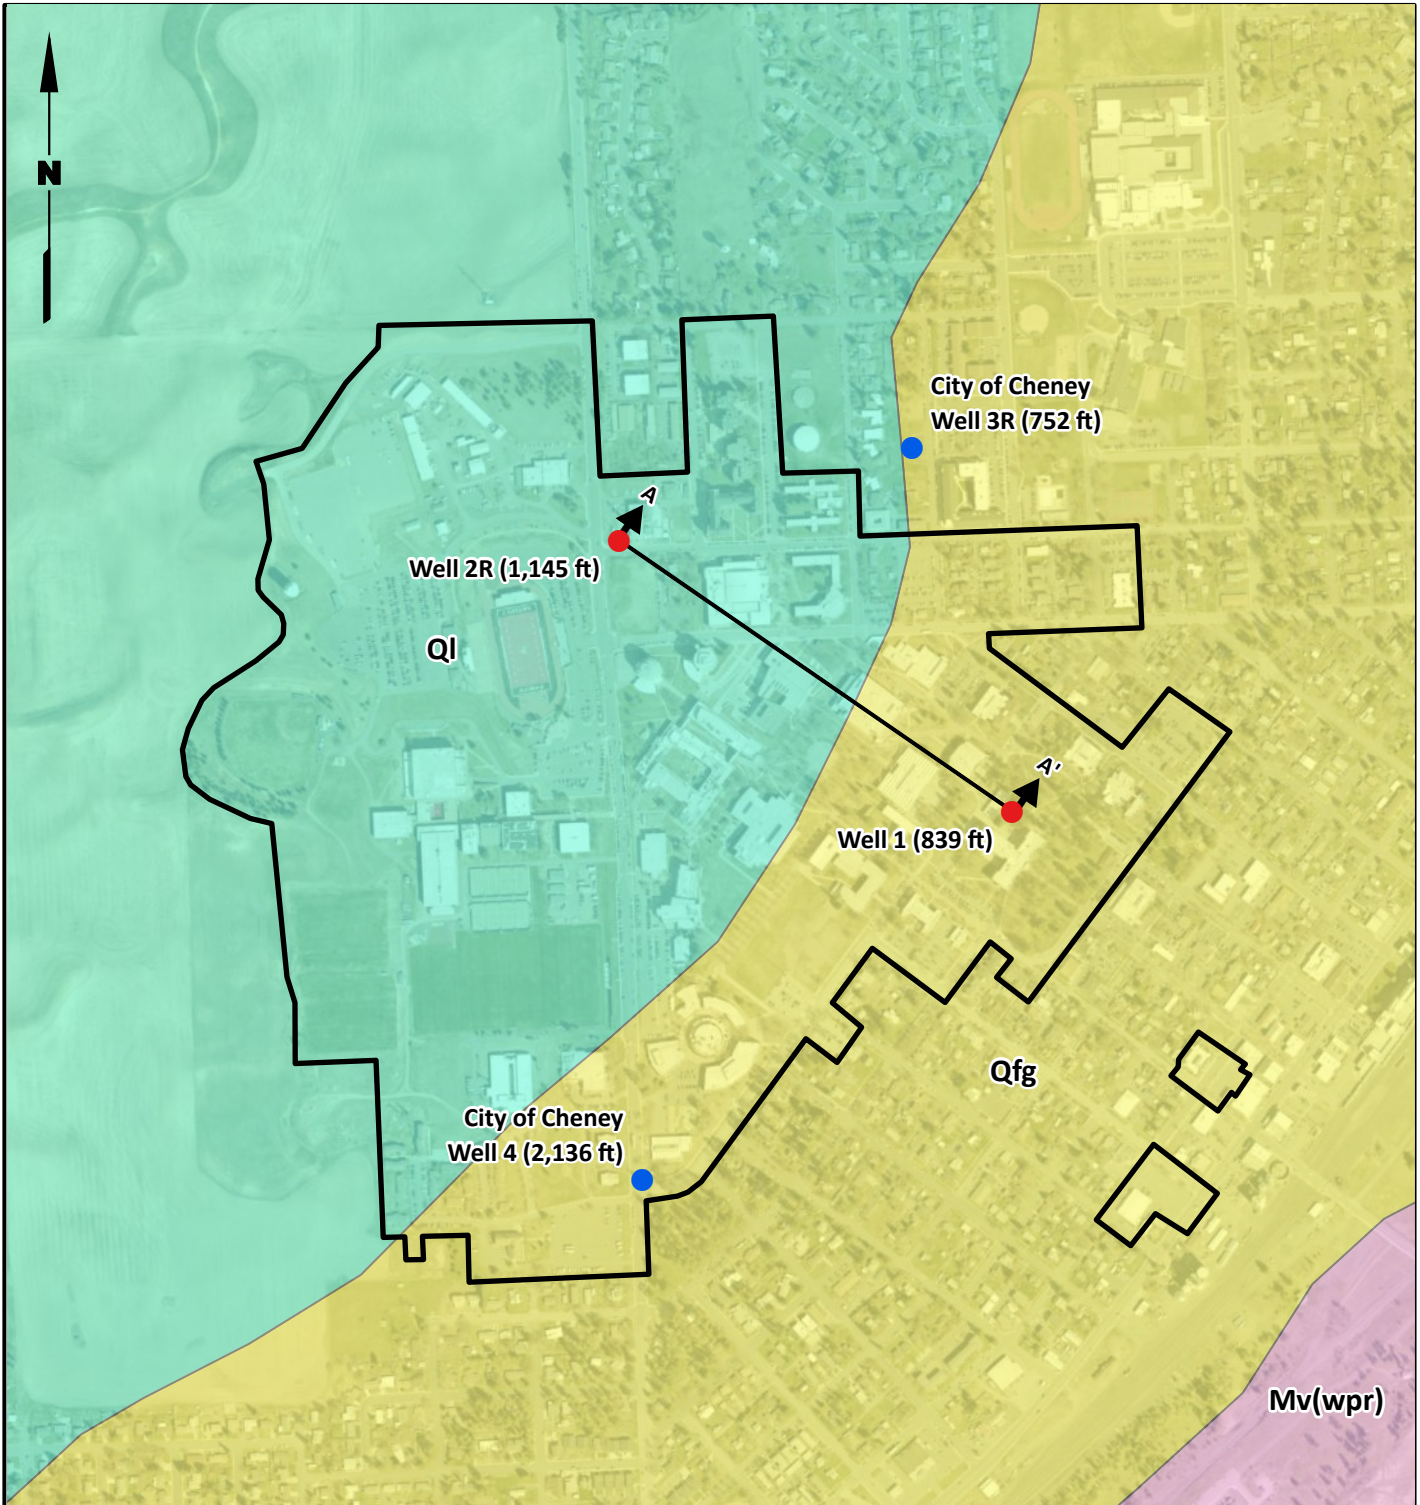 N
City of Cheney
Well 3R (752 ft)
A
Well 2R (1,145 ft)
Ql
A'
Well 1 (839 ft)
Qfg
City of Cheney
Well 4 (2,136 ft)
Mv(wpr)